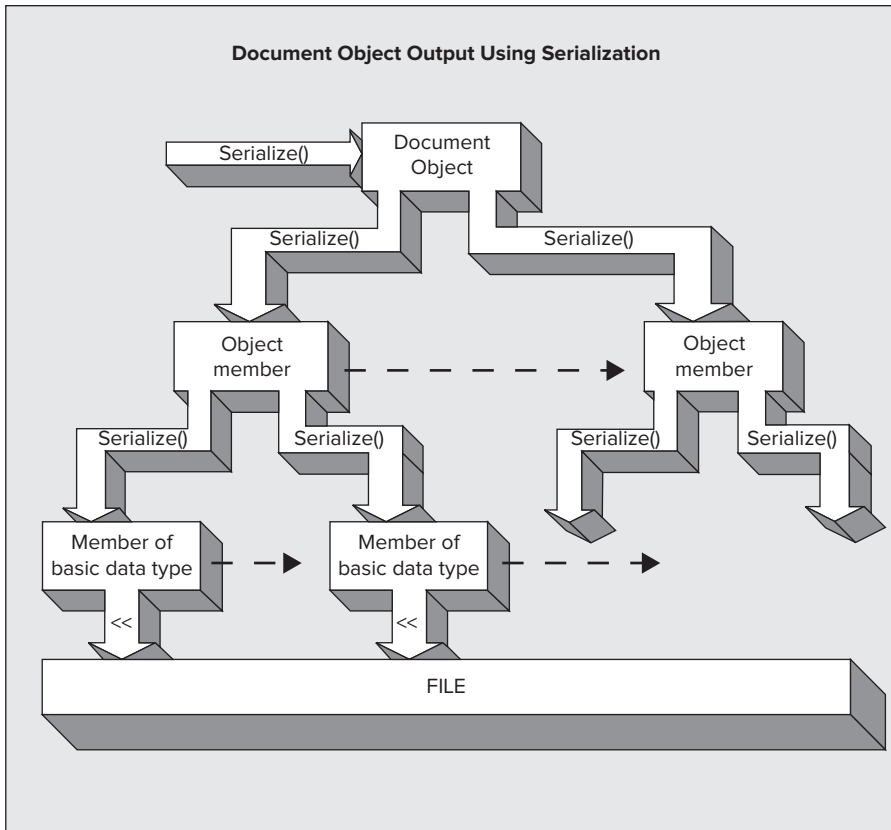 Document Object Output Using Serialization
Serialize()
Document
Object
Serialize()
Serialize()
Object
member
Object
member
Serialize()
Serialize()
Serialize()
Serialize()
Member of
basic data type
Member of
basic data type
<<
<<
FILE